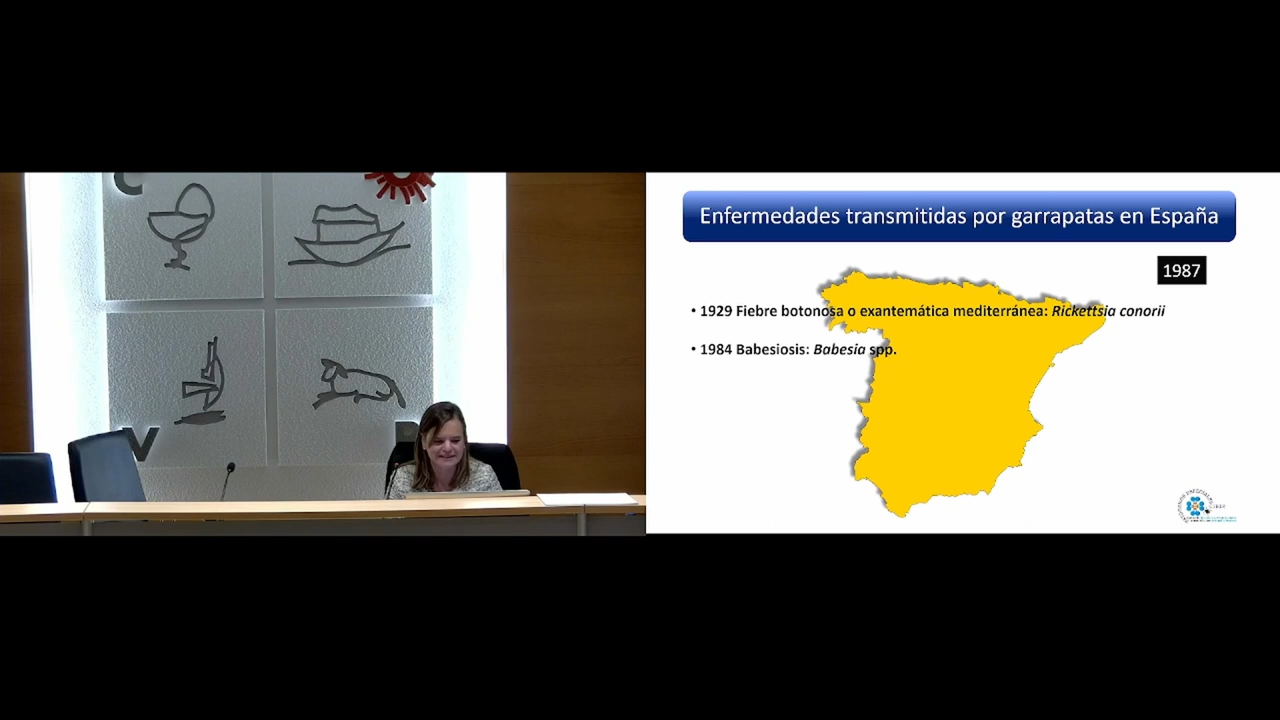 C
V
Enfermedades transmitidas por garrapatas en España
1987
• 1929 Fiebre botonosa o exantemática mediterránea: Rickettsia conorii
• 1984 Babesiosis: Babesia spp.